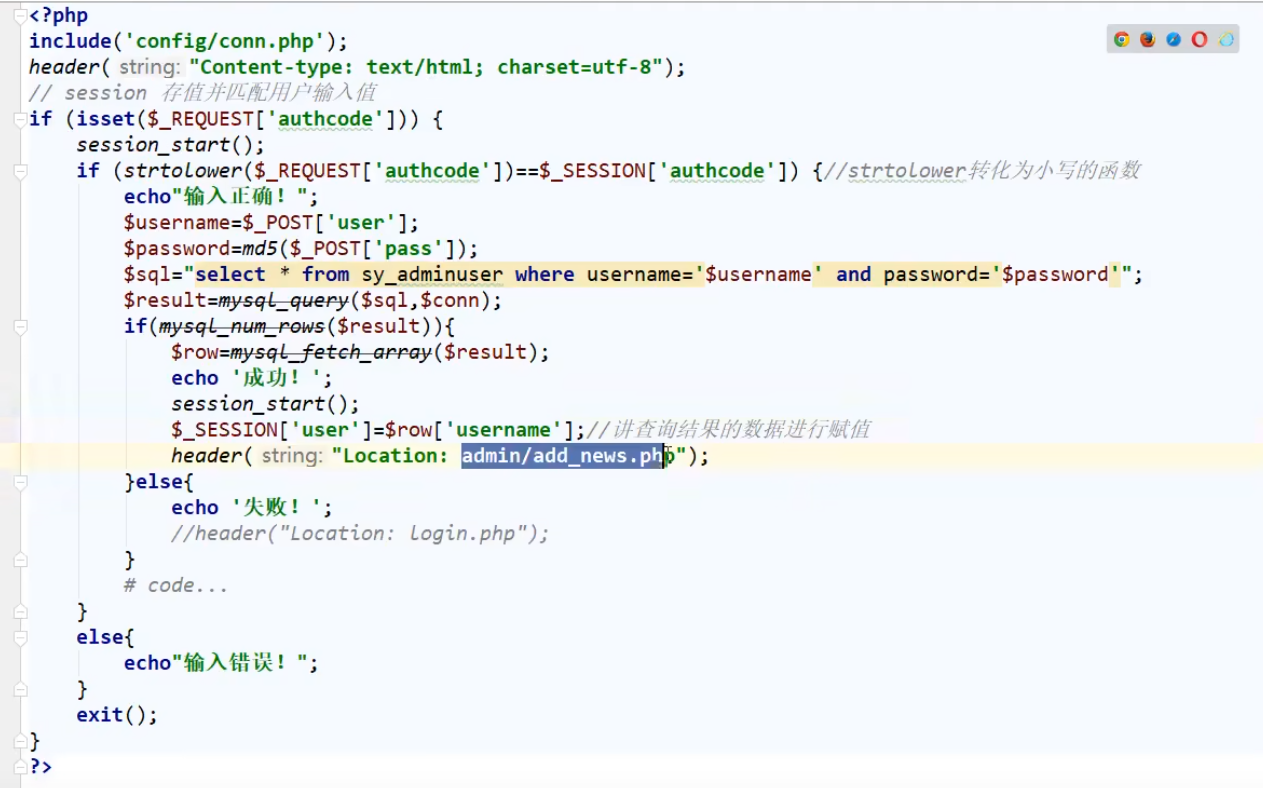 <?php
include('config/conn.php');
header( string: "Content-type: text/html; charset=utf-8");
// session 存值并匹配用户输入值
if (isset($_REQUEST['authcode'])) {
    session_start();
    if (strtolower($_REQUEST['authcode'])==$_SESSION['authcode']) {//strtolower转化为小写的函数
        echo"输入正确！";
        $username=$_POST['user'];
        $password=md5($_POST['pass']);
        $sql="select * from sy_adminuser where username='$username' and password='$password'";
        $result=mysql_query($sql,$conn);
        if(mysql_num_rows($result)){
            $row=mysql_fetch_array($result);
            echo '成功！';
            session_start();
            $_SESSION['user']=$row['username'];//讲查询结果的数据进行赋值
            header( string: "Location: admin/add_news.php");
        }else{
            echo '失败！';
            //header("Location: login.php");
        }
        # code...
    }
    else{
        echo"输入错误！";
    }
    exit();
}
?>